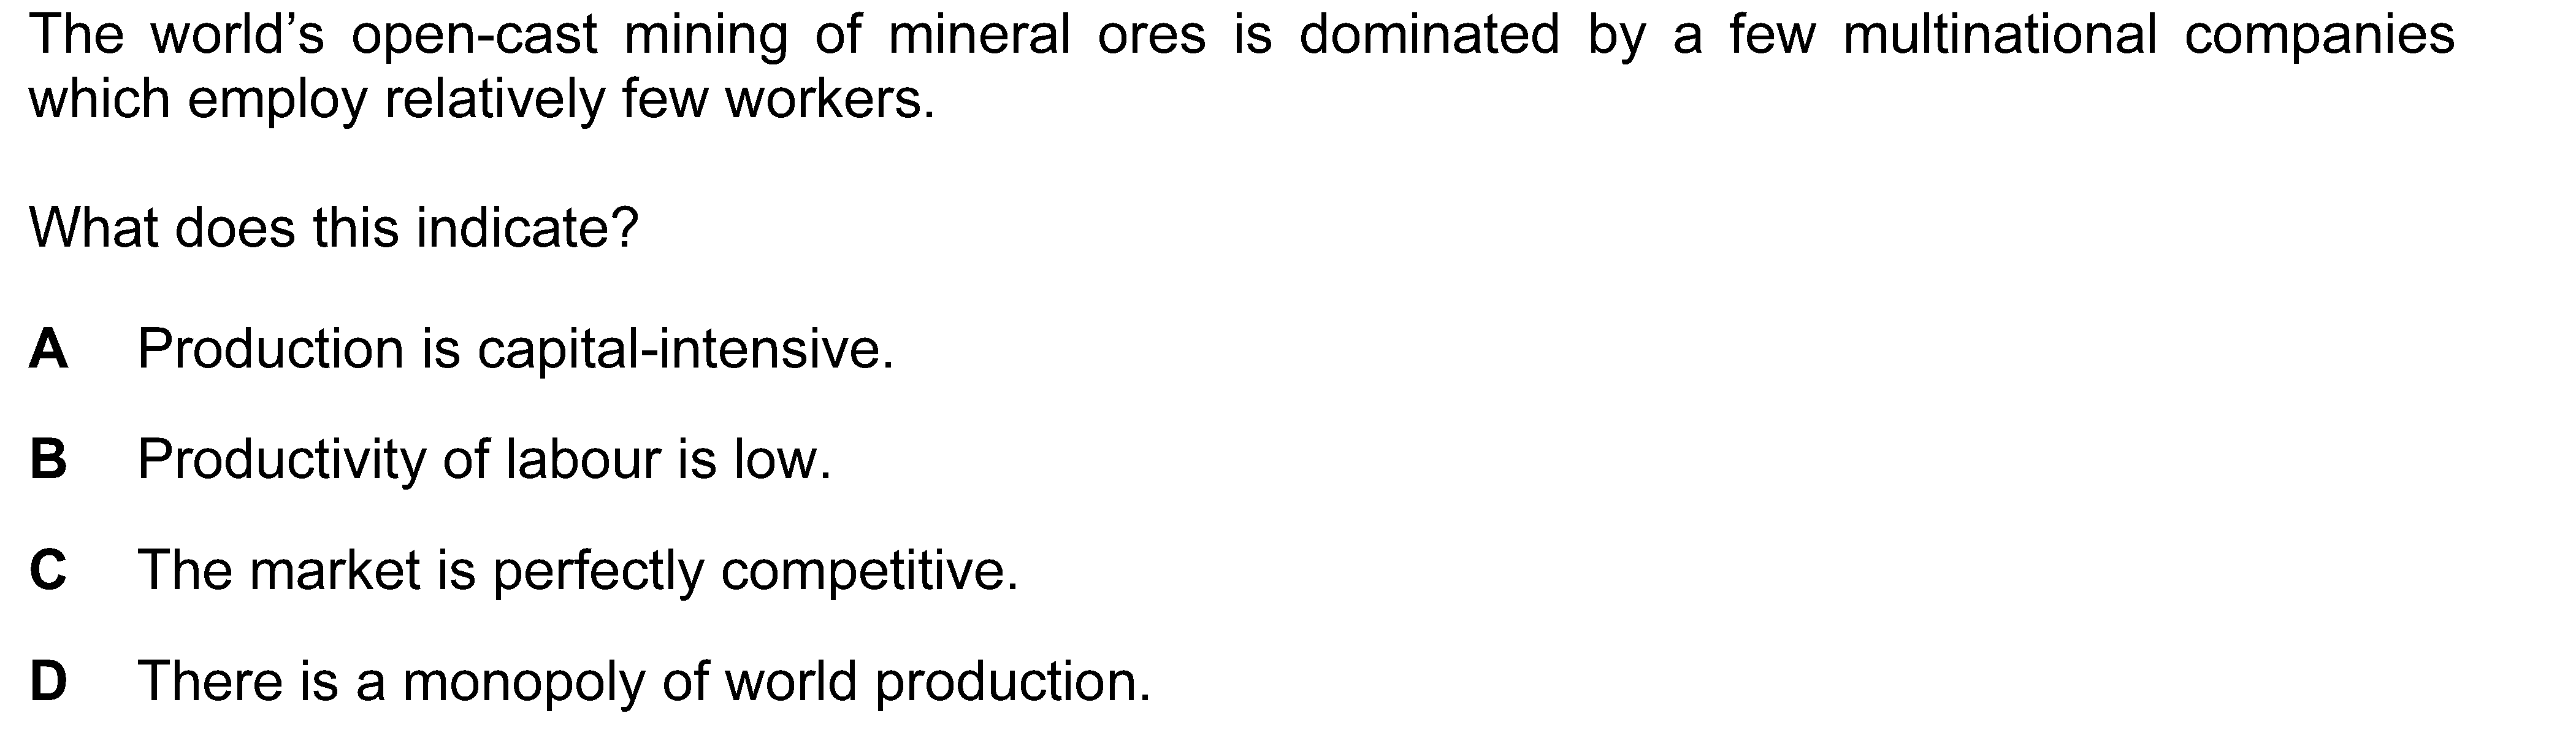 The world’s open-cast mining of mineral ores is dominated by a few multinational companies
which employ relatively few workers.
What does this indicate?
A Production is capital-intensive.
B Productivity of labour is low.
C The market is perfectly competitive.
D There is a monopoly of world production.